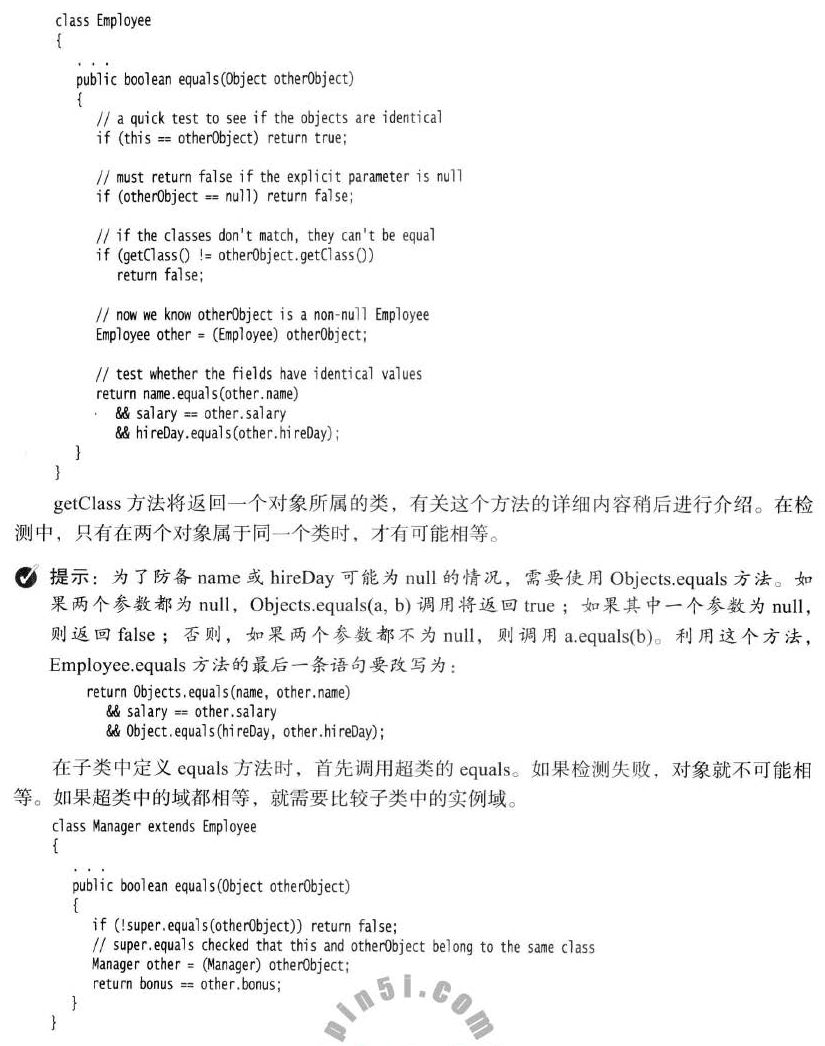 class Employee
{
. . .
public boolean equals(Object otherObject)
{
// a quick test to see if the objects are identical
if (this == otherObject) return true;
// must return false if the explicit parameter is null
if (otherObject == null) return false;
// if the classes don't match, they can't be equal
if (getClass() != otherObject.getClass())
return false;
// now we know otherObject is a non-null Employee
Employee other = (Employee) otherObject;
// test whether the fields have identical values
return name.equals(other.name)
&& salary == other.salary
&& hireDay.equals(other.hireDay);
}
}
getClass 方法将返回一个对象所属的类，有关这个方法的详细内容稍后进行介绍。在检
测中，只有在两个对象属于同一个类时，才有可能相等。
提示：为了防备 name 或 hireDay 可能为 null 的情况，需要使用 Objects.equals 方法。如
果两个参数都为 null，Objects.equals(a, b) 调用将返回 true ；如果其中一个参数为 null，
则返回 false ；否则，如果两个参数都不为 null，则调用 a.equals(b)。利用这个方法，
Employee.equals 方法的最后一条语句要改写为：
return Objects.equals(name, other.name)
&& salary == other.salary
&& Object.equals(hireDay, other.hireDay);
在子类中定义 equals 方法时，首先调用超类的 equals。如果检测失败，对象就不可能相
等。如果超类中的域都相等，就需要比较子类中的实例域。
class Manager extends Employee
{
. . .
public boolean equals(Object otherObject)
{
if (!super.equals(otherObject)) return false;
// super.equals checked that this and otherObject belong to the same class
Manager other = (Manager) otherObject;
return bonus == other.bonus;
}
}
pin5i.com